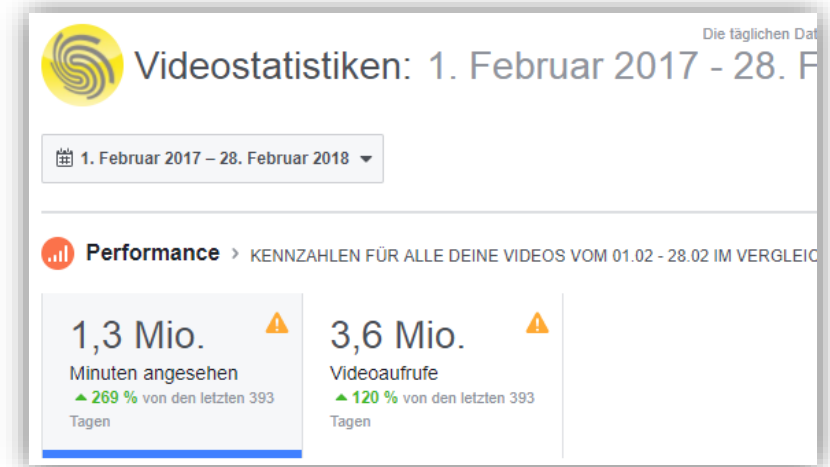 Die täglichen Dat
Videostatistiken: 1. Februar 2017 - 28. F
1. Februar 2017 – 28. Februar 2018
Performance > KENNZAHLEN FÜR ALLE DEINE VIDEOS VOM 01.02 - 28.02 IM VERGLEIC
1,3 Mio.
Minuten angesehen
269 % von den letzten 393
Tagen
3,6 Mio.
Videoaufrufe
120 % von den letzten 393
Tagen